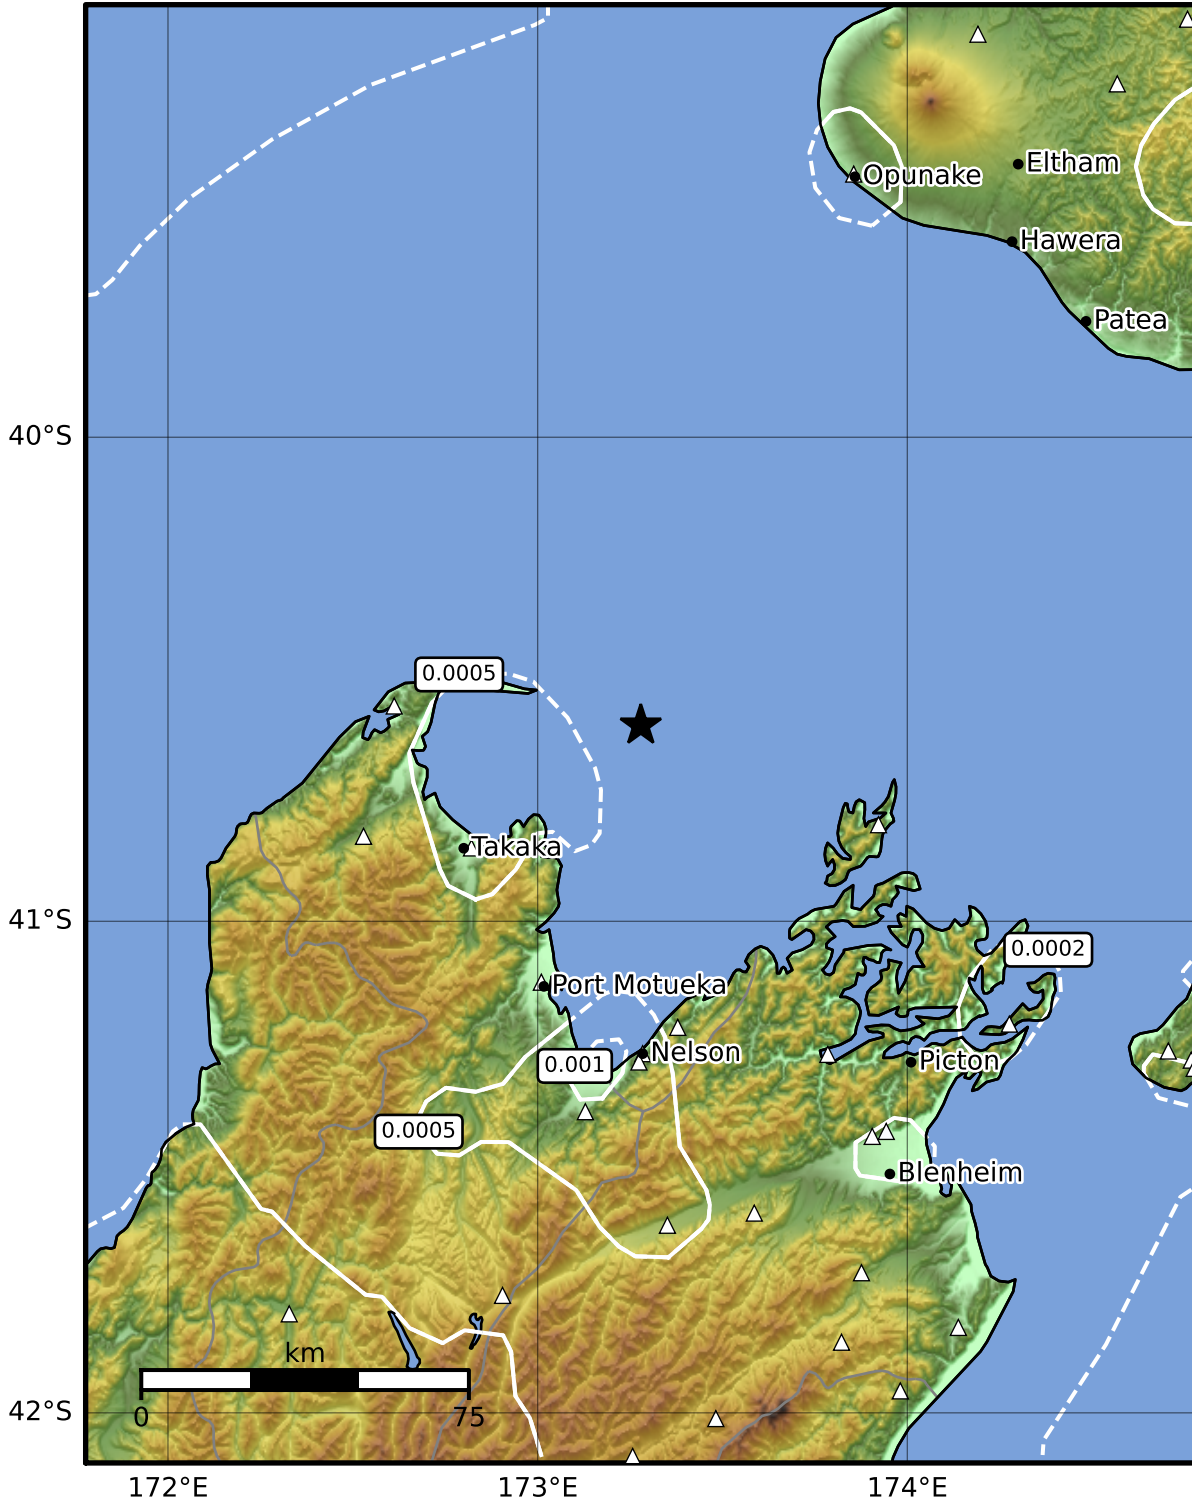 Eltham
Opunake
Hawera
Patea
40°S
0.0005
Takaka
41°S
0.0002
Port Motueka
Nelson
0.001
Picton
0.0005
Blenheim
km
0 75
42°S
172°E 173°E 174°E